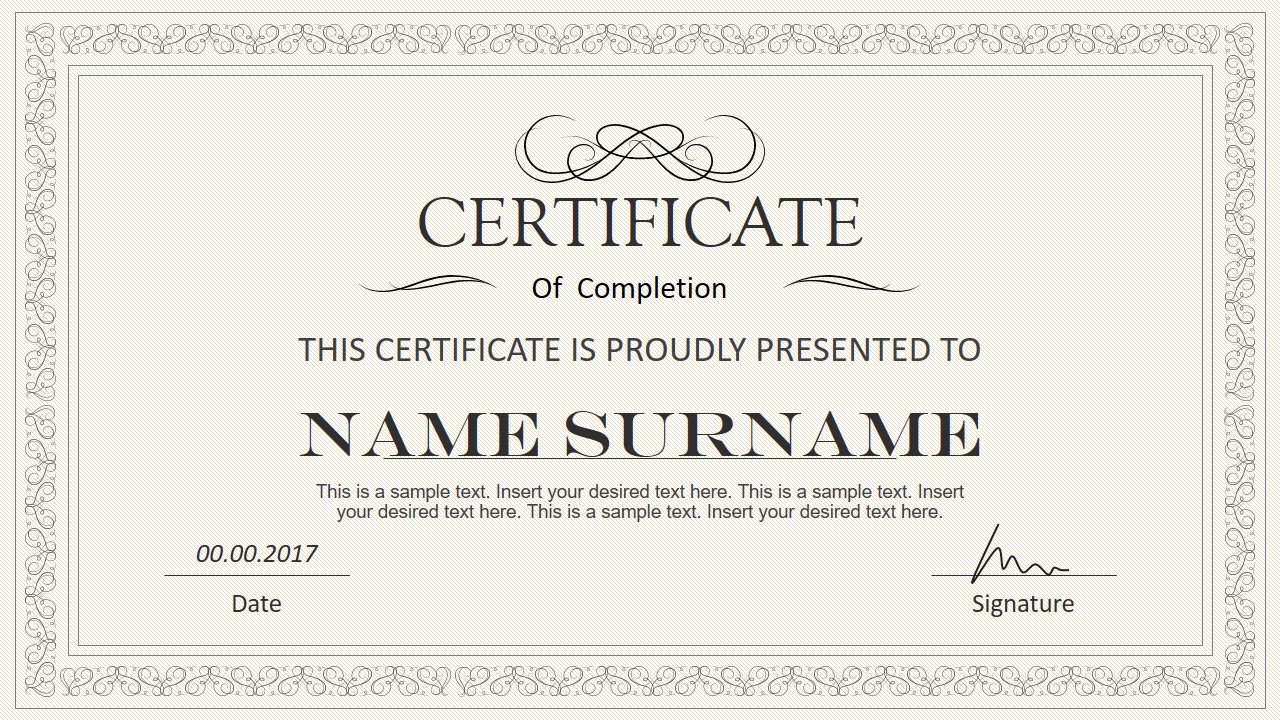 CERTIFICATE
Of Completion
THIS CERTIFICATE IS PROUDLY PRESENTED TO
NAME SURNAME
This is a sample text. Insert your desired text here. This is a sample text. Insert
your desired text here. This is a sample text. Insert your desired text here.
00.00.2017
Date
Signature